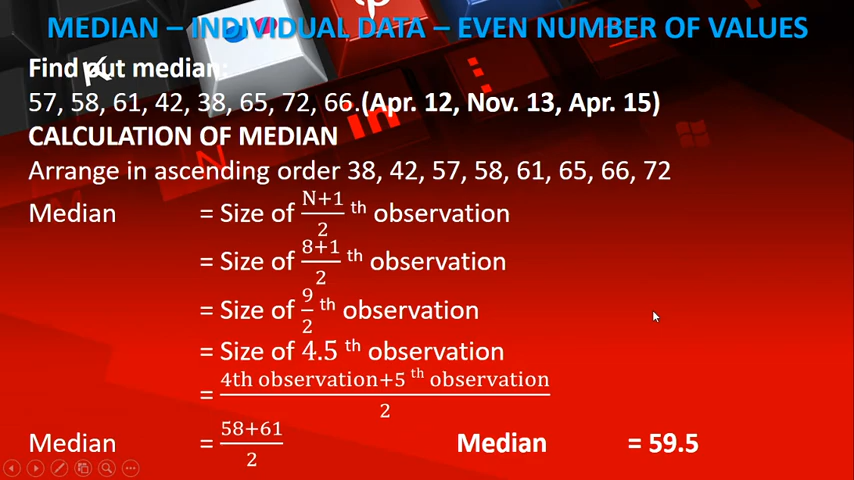 MEDIAN – INDIVIDUAL DATA – EVEN NUMBER OF VALUES
Find out median:
57, 58, 61, 42, 38, 65, 72, 66.(Apr. 12, Nov. 13, Apr. 15)
CALCULATION OF MEDIAN
Arrange in ascending order 38, 42, 57, 58, 61, 65, 66, 72
Median = Size of (N+1)/2 th observation
= Size of (8+1)/2 th observation
= Size of 9/2 th observation
= Size of 4.5 th observation
= (4th observation+5 th observation)/2
Median = (58+61)/2 Median = 59.5